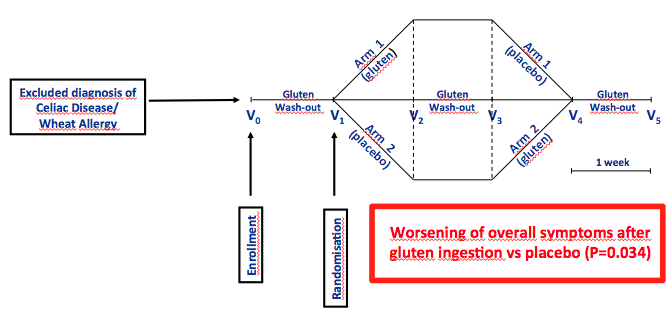 Excluded diagnosis of
Celiac Disease/
Wheat Allergy
Gluten
Wash-out
Arm 1
(gluten)
Arm 2
(placebo)
Gluten
Wash-out
Arm 1
(placebo)
Arm 2
(gluten)
Gluten
Wash-out
V0
V1
V2
V3
V4
V5
1 week
Enrollment
Randomisation
Worsening of overall symptoms after
gluten ingestion vs placebo (P=0.034)